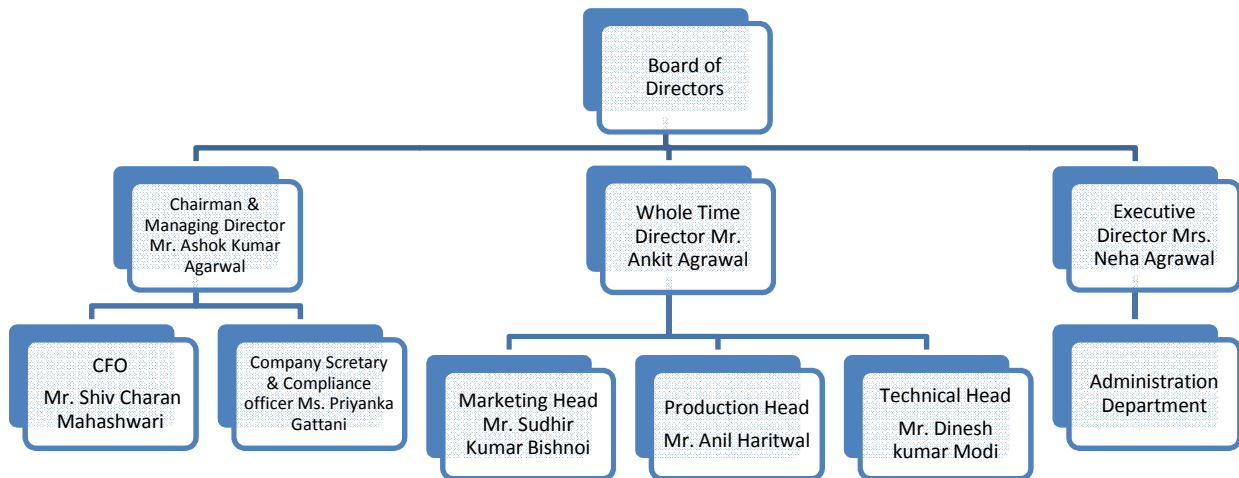 Board of
Directors
Chairman &
Managing Director
Mr. Ashok Kumar
Agarwal
Whole Time
Director Mr.
Ankit Agrawal
Executive
Director Mrs.
Neha Agrawal
CFO
Mr. Shiv Charan
Mahashwari
Company Scretary
& Compliance
officer Ms. Priyanka
Gattani
Marketing Head
Mr. Sudhir
Kumar Bishnoi
Production Head
Mr. Anil Haritwal
Technical Head
Mr. Dinesh
kumar Modi
Administration
Department